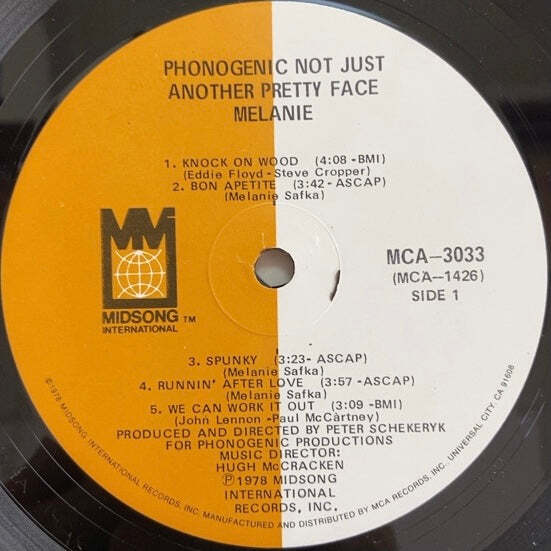 PHONOGENIC NOT JUST
ANOTHER PRETTY FACE
MELANIE
1. KNOCK ON WOOD (4:08 -BMI)
(Eddie Floyd -Steve Cropper)
2. BON APETITE (3:42 -ASCAP)
(Melanie Safka)
MIDSONG TM
INTERNATIONAL
MCA-3033
(MCA-1426)
SIDE 1
3. SPUNKY (3:23- ASCAP)
(Melanie Safka)
4. RUNNIN' AFTER LOVE (3:57 -ASCAP)
(Melanie Safka)
5. WE CAN WORK IT OUT (3:09 -BMI)
(John Lennon -Paul McCartney)
PRODUCED AND DIRECTED BY PETER SCHEKERYK
FOR PHONOGENIC PRODUCTIONS
MUSIC DIRECTOR:
HUGH McCRACKEN
Ⓟ1978 MIDSONG
INTERNATIONAL
RECORDS, INC.
©1978 MIDSONG INTERNATIONAL RECORDS, INC. MANUFACTURED AND DISTRIBUTED BY MCA RECORDS, INC. UNIVERSAL CITY, CA 91608